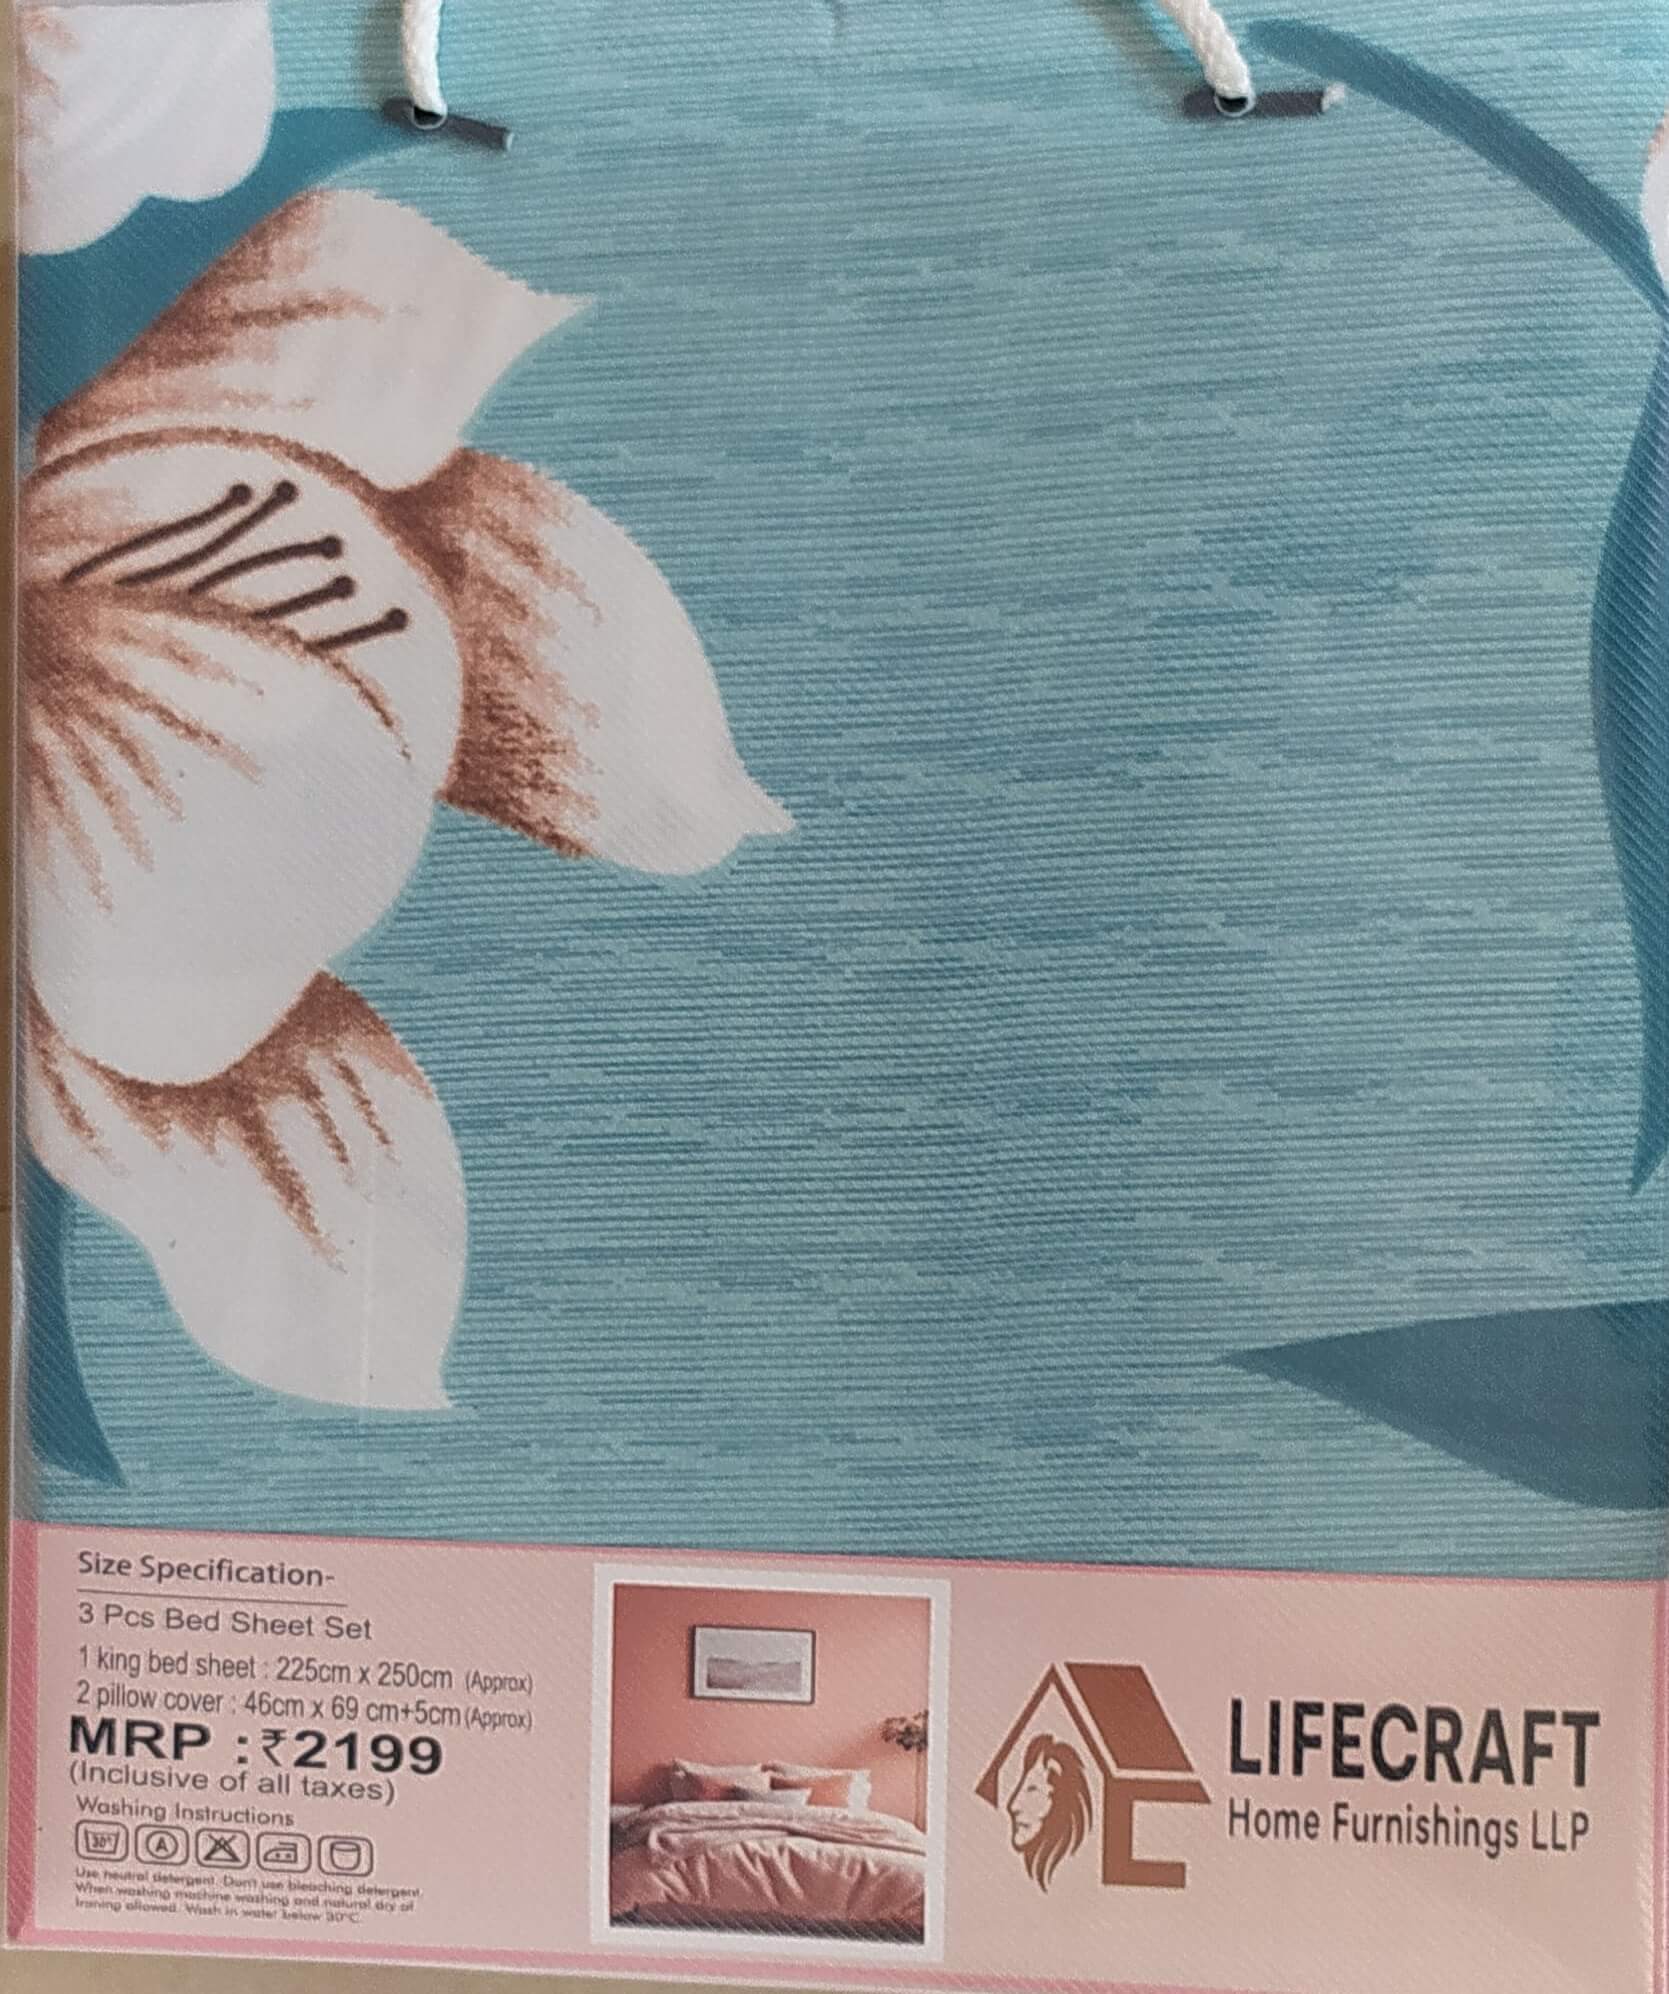 Size Specification-
3 Pcs Bed Sheet Set
1 king bed sheet : 225cm x 250cm (Approx)
2 pillow cover : 46cm x 69 cm+5cm (Approx)
MRP :₹2199
(Inclusive of all taxes)
Washing Instructions
30° A
Use neutral detergent. Don't use bleaching detergent.
When washing machine washing and natural dry at
Ironing allowed. Wash in water below 30°C.
LIFECRAFT
Home Furnishings LLP